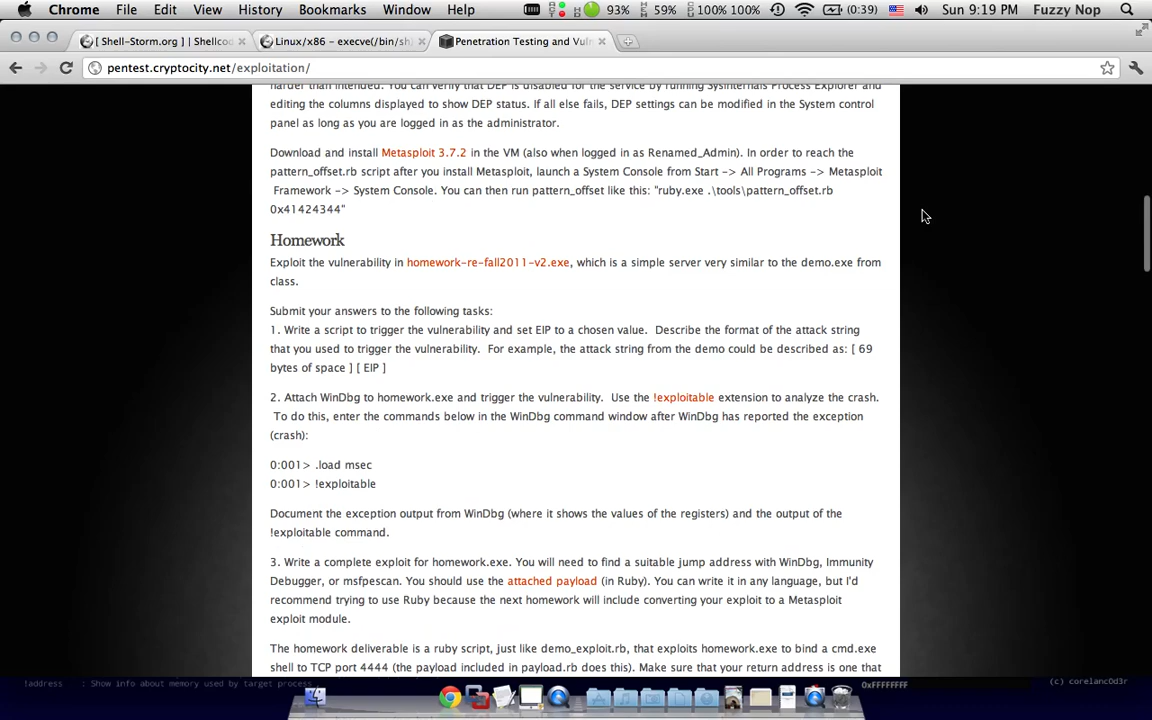 Chrome File Edit View History Bookmarks Window Help 93% 59% 100% 100% (0:39) Sun 9:19 PM Fuzzy Nop
[ Shell-Storm.org ] | Shellcod Linux/x86 - execve(/bin/sh) Penetration Testing and Vuln
pentest.cryptocity.net/exploitation/
harder than intended. You can verify that DEP is disabled for the service by running Sysinternals Process Explorer and
editing the columns displayed to show DEP status. If all else fails, DEP settings can be modified in the System control
panel as long as you are logged in as the administrator.
Download and install Metasploit 3.7.2 in the VM (also when logged in as Renamed_Admin). In order to reach the
pattern_offset.rb script after you install Metasploit, launch a System Console from Start -> All Programs -> Metasploit
Framework -> System Console. You can then run pattern_offset like this: "ruby.exe .\tools\pattern_offset.rb
0x41424344"
Homework
Exploit the vulnerability in homework-re-fall2011-v2.exe, which is a simple server very similar to the demo.exe from
class.
Submit your answers to the following tasks:
1. Write a script to trigger the vulnerability and set EIP to a chosen value. Describe the format of the attack string
that you used to trigger the vulnerability. For example, the attack string from the demo could be described as: [ 69
bytes of space ] [ EIP ]
2. Attach WinDbg to homework.exe and trigger the vulnerability. Use the !exploitable extension to analyze the crash.
To do this, enter the commands below in the WinDbg command window after WinDbg has reported the exception
(crash):
0:001> .load msec
0:001> !exploitable
Document the exception output from WinDbg (where it shows the values of the registers) and the output of the
!exploitable command.
3. Write a complete exploit for homework.exe. You will need to find a suitable jump address with WinDbg, Immunity
Debugger, or msfpescan. You should use the attached payload (in Ruby). You can write it in any language, but I'd
recommend trying to use Ruby because the next homework will include converting your exploit to a Metasploit
exploit module.
The homework deliverable is a ruby script, just like demo_exploit.rb, that exploits homework.exe to bind a cmd.exe
shell to TCP port 4444 (the payload included in payload.rb does this). Make sure that your return address is one that
!address : Show info about memory used by target process 0xFFFFFFFF (c) corelanc0d3r